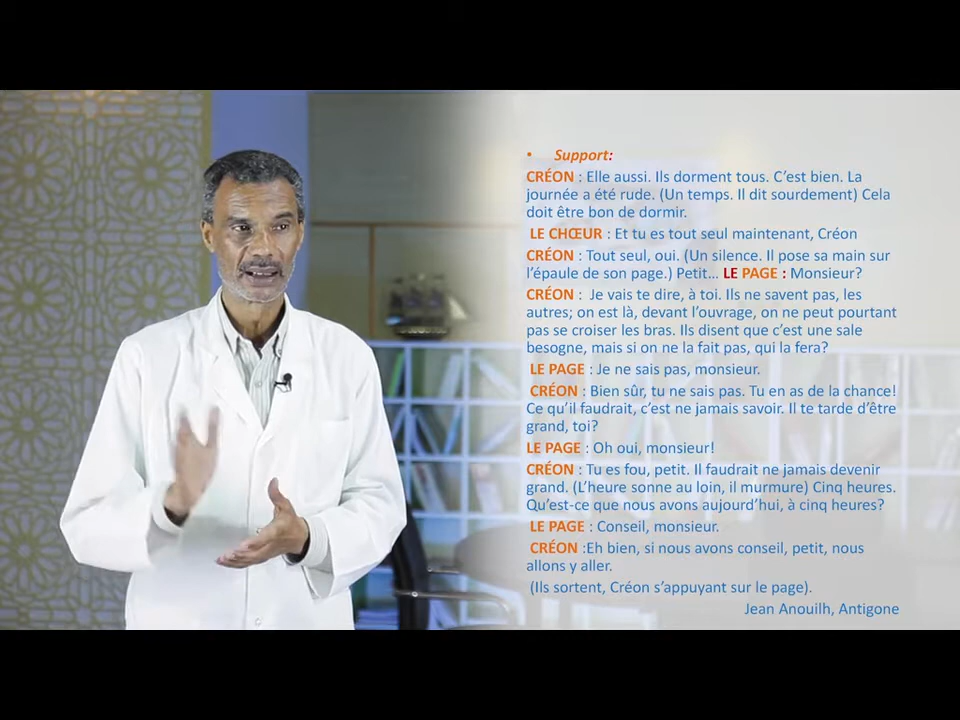 • Support:
CRÉON : Elle aussi. Ils dorment tous. C’est bien. La
journée a été rude. (Un temps. Il dit sourdement) Cela
doit être bon de dormir.
LE CHŒUR : Et tu es tout seul maintenant, Créon
CRÉON : Tout seul, oui. (Un silence. Il pose sa main sur
l’épaule de son page.) Petit… LE PAGE : Monsieur?
CRÉON : Je vais te dire, à toi. Ils ne savent pas, les
autres; on est là, devant l’ouvrage, on ne peut pourtant
pas se croiser les bras. Ils disent que c’est une sale
besogne, mais si on ne la fait pas, qui la fera?
LE PAGE : Je ne sais pas, monsieur.
CRÉON : Bien sûr, tu ne sais pas. Tu en as de la chance!
Ce qu’il faudrait, c’est ne jamais savoir. Il te tarde d’être
grand, toi?
LE PAGE : Oh oui, monsieur!
CRÉON : Tu es fou, petit. Il faudrait ne jamais devenir
grand. (L’heure sonne au loin, il murmure) Cinq heures.
Qu’est-ce que nous avons aujourd’hui, à cinq heures?
LE PAGE : Conseil, monsieur.
CRÉON :Eh bien, si nous avons conseil, petit, nous
allons y aller.
(Ils sortent, Créon s’appuyant sur le page).
Jean Anouilh, Antigone